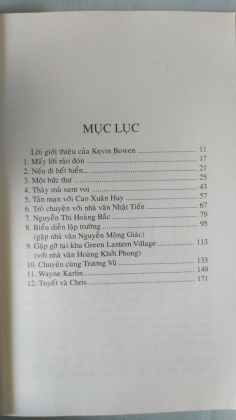 MỤC LỤC
Lời giới thiệu của Kevin Bowen 11
1. Mấy lời rào đón 17
2. Nếu đi hết biển... 21
3. Một bức thư 25
4. Thầy mù xem voi 43
5. Tản mạn với Cao Xuân Huy 57
6. Trò chuyện với nhà văn Nhật Tiến 67
7. Nguyễn Thị Hoàng Bắc 79
8. Biểu diễn lập trường 95
(gặp nhà văn Nguyễn Mộng Giác)
9. Gặp gỡ tại khu Green Lantern Village 113
(với nhà văn Hoàng Khởi Phong)
10. Chuyện cùng Trương Vũ 133
11. Wayne Karlin 149
12. Tuyết và Chris 171